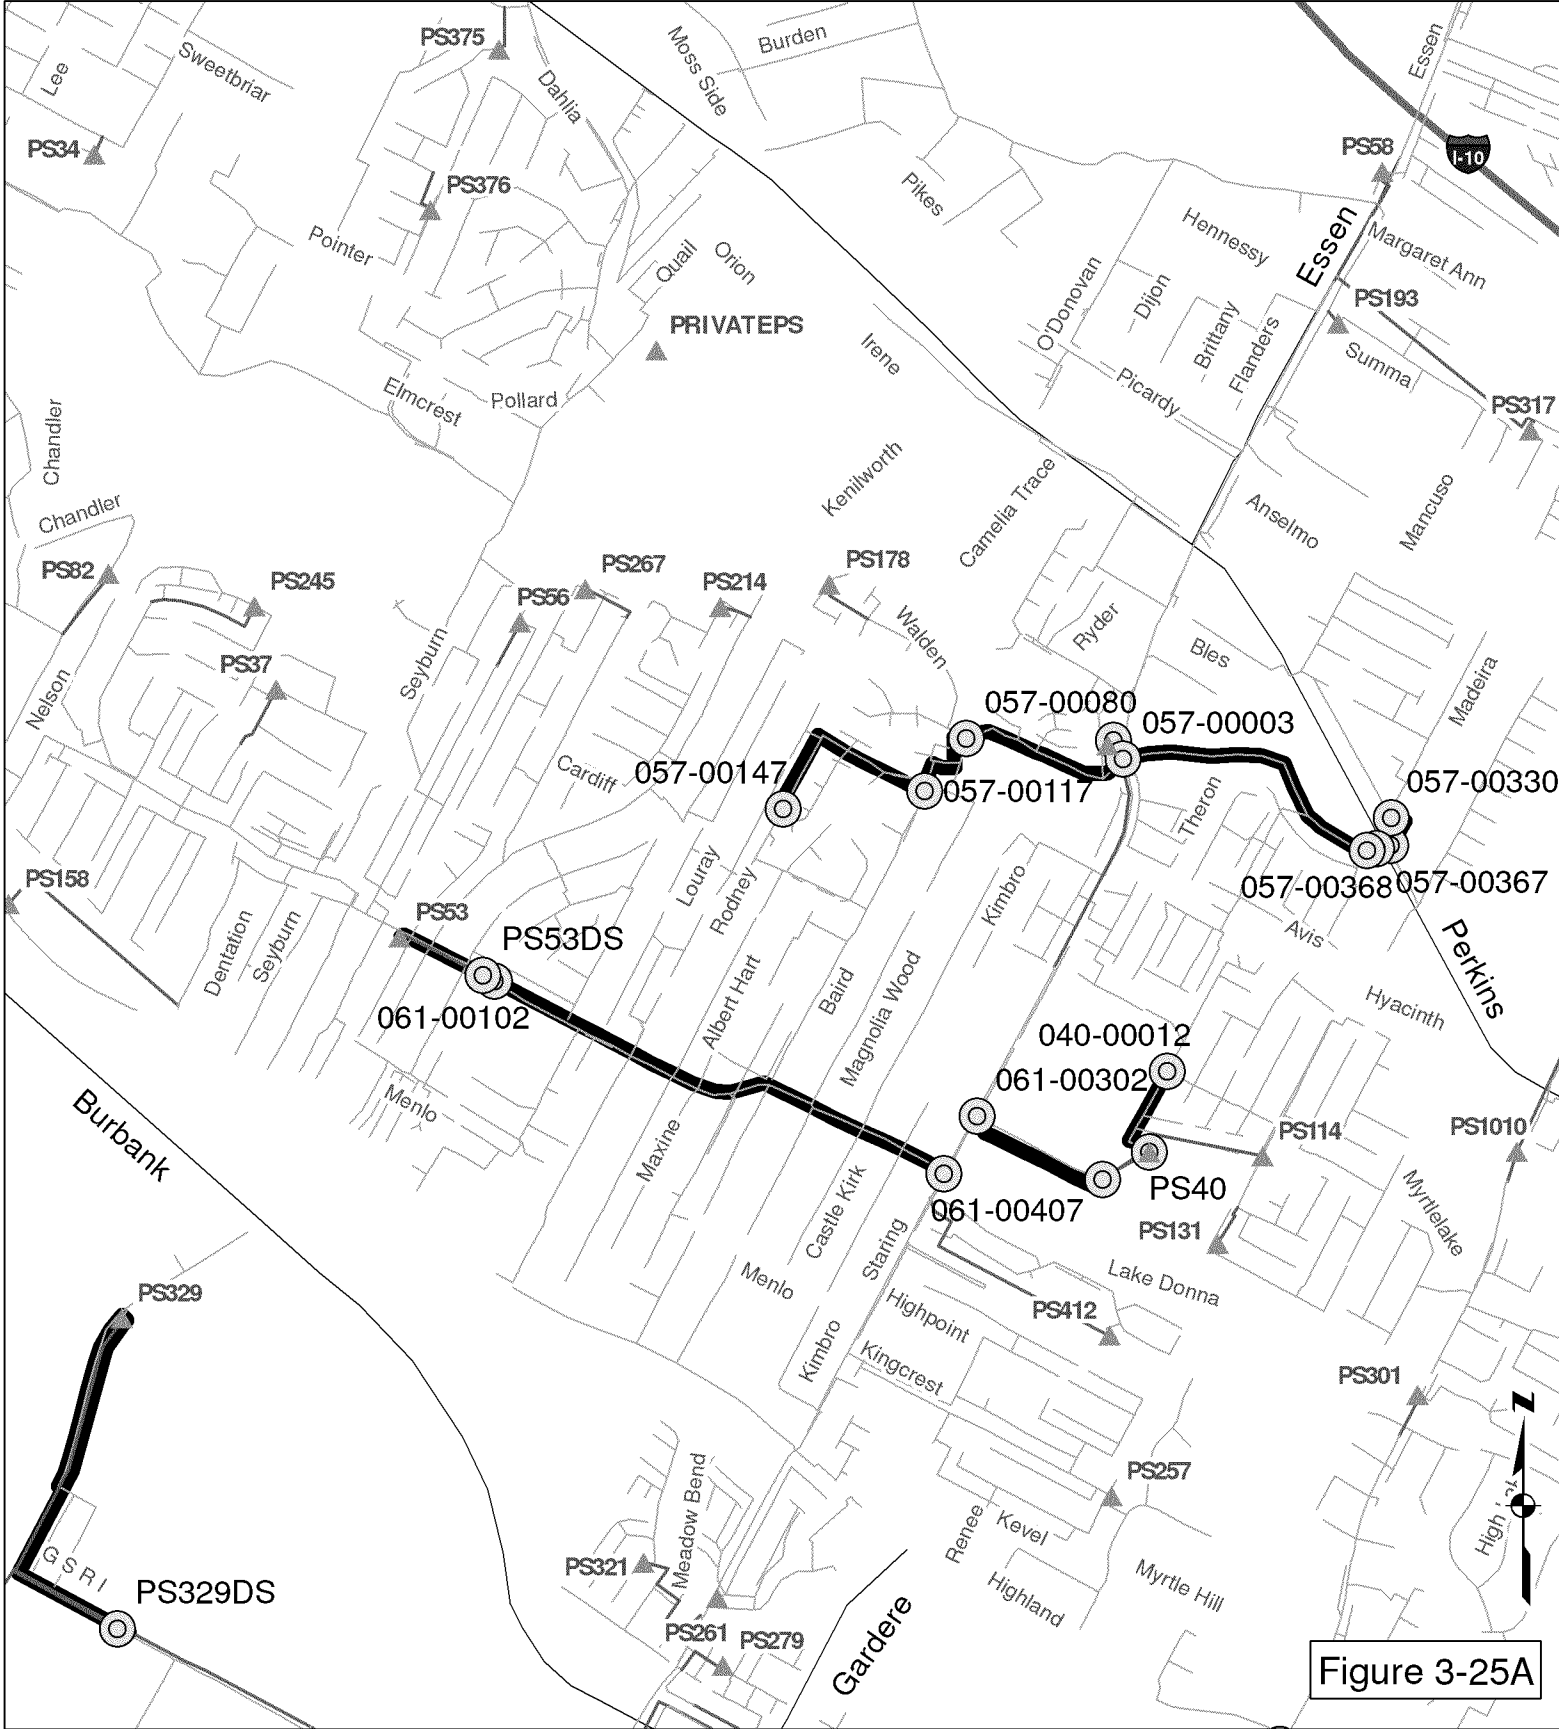 PS375
Lee
Sweetbriar
Dahlia
Moss Side
Burden
Essen
PS34
PS376
PS58
I-10
Pikes
Pointer
Quail
Orion
Hennessy
Essen
Margaret Ann
O'Donovan
Dijon
PS193
PRIVATEPS
Brittany
Flanders
Irene
Summa
Elmcrest
Pollard
Picardy
PS317
Chandler
Kenilworth
Camelia Trace
Anselmo
Mancuso
Chandler
PS82
PS245
PS56
PS267
PS214
PS178
Walden
Ryder
Bles
Seyburn
PS37
Nelson
Madeira
057-00080
057-00003
Cardiff
057-00147
057-00117
Theron
057-00330
PS158
Louray
Rodney
Kimbro
057-00368
057-00367
PS53
Dentation
Seyburn
PS53DS
Avis
Perkins
Albert Hart
Baird
Magnolia Wood
Hyacinth
061-00102
040-00012
061-00302
Menlo
Burbank
Maxine
PS114
PS1010
Castle Kirk
PS40
061-00407
PS131
Myrtlelake
Staring
Menlo
Lake Donna
PS329
Highpoint
PS412
Kimbro
Kingcrest
PS301
Z
Meadow Bend
PS257
Renee
Kevel
High
GSRI
PS321
Highland
Myrtle Hill
PS329DS
PS261
PS279
Gardere
Figure 3-25A